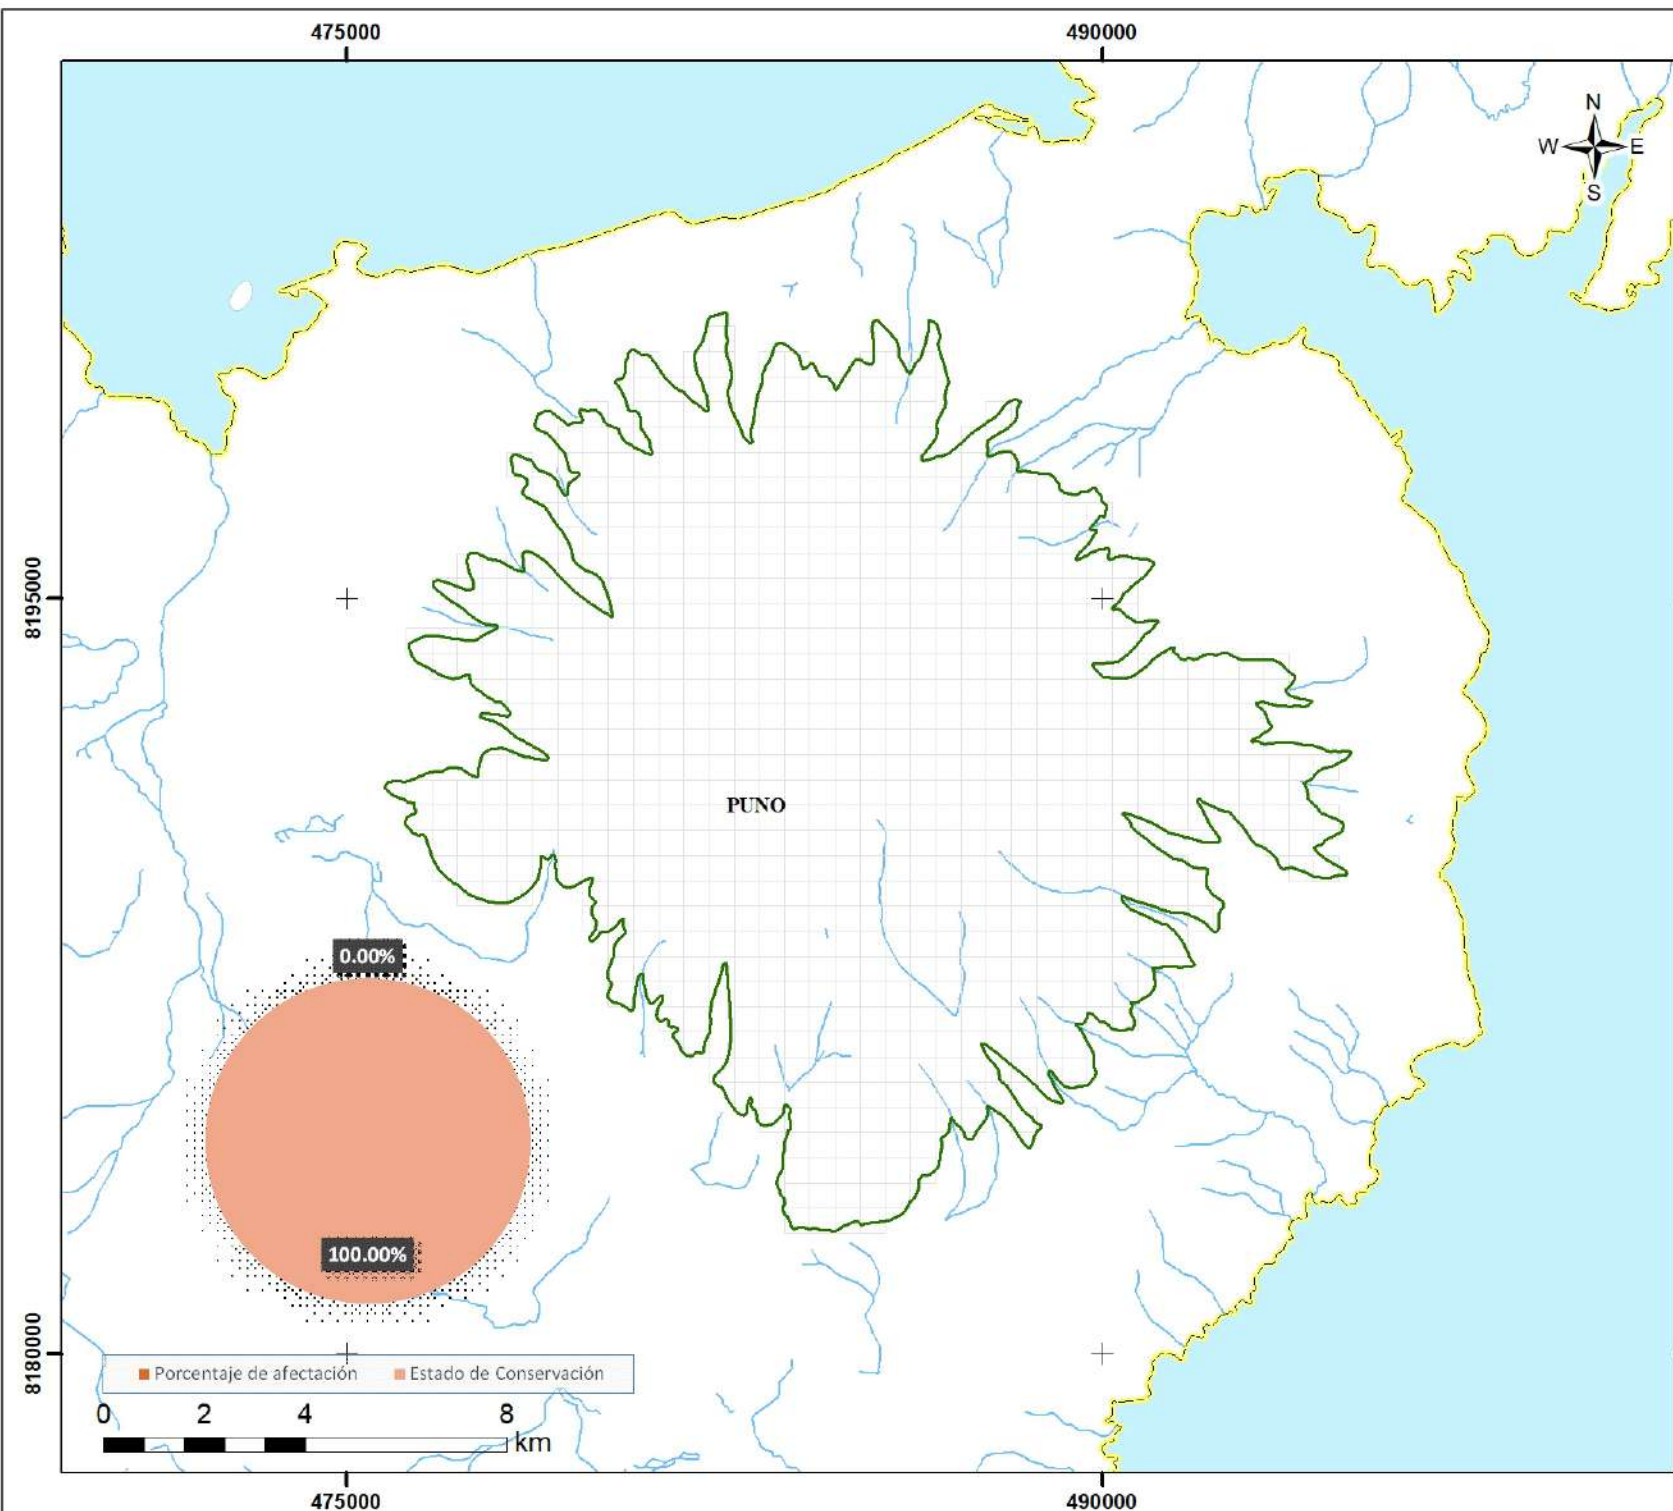 475000 490000
N
W E
S
8195000
PUNO
0.00%
100.00%
8180000
Porcentaje de afectación Estado de Conservación
0 2 4 8
km
475000 490000